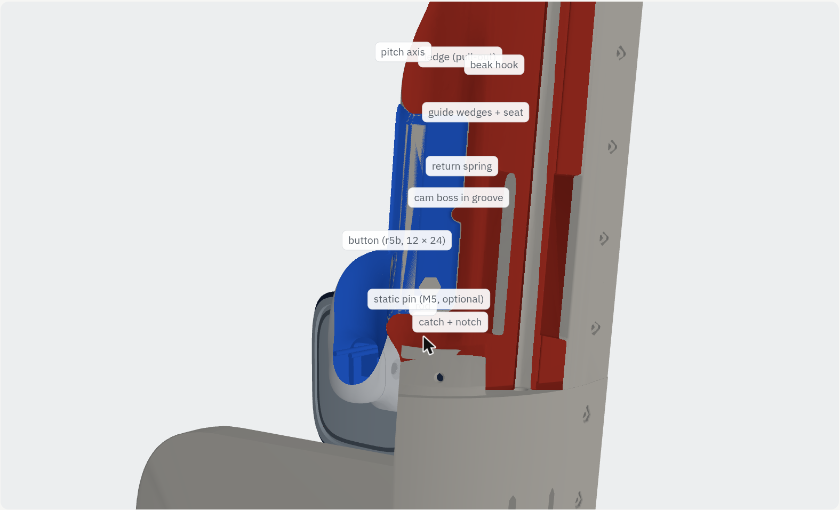 pitch axis
beak hook
guide wedges + seat
return spring
cam boss in groove
button (r5b, 12 × 24)
static pin (M5, optional)
catch + notch